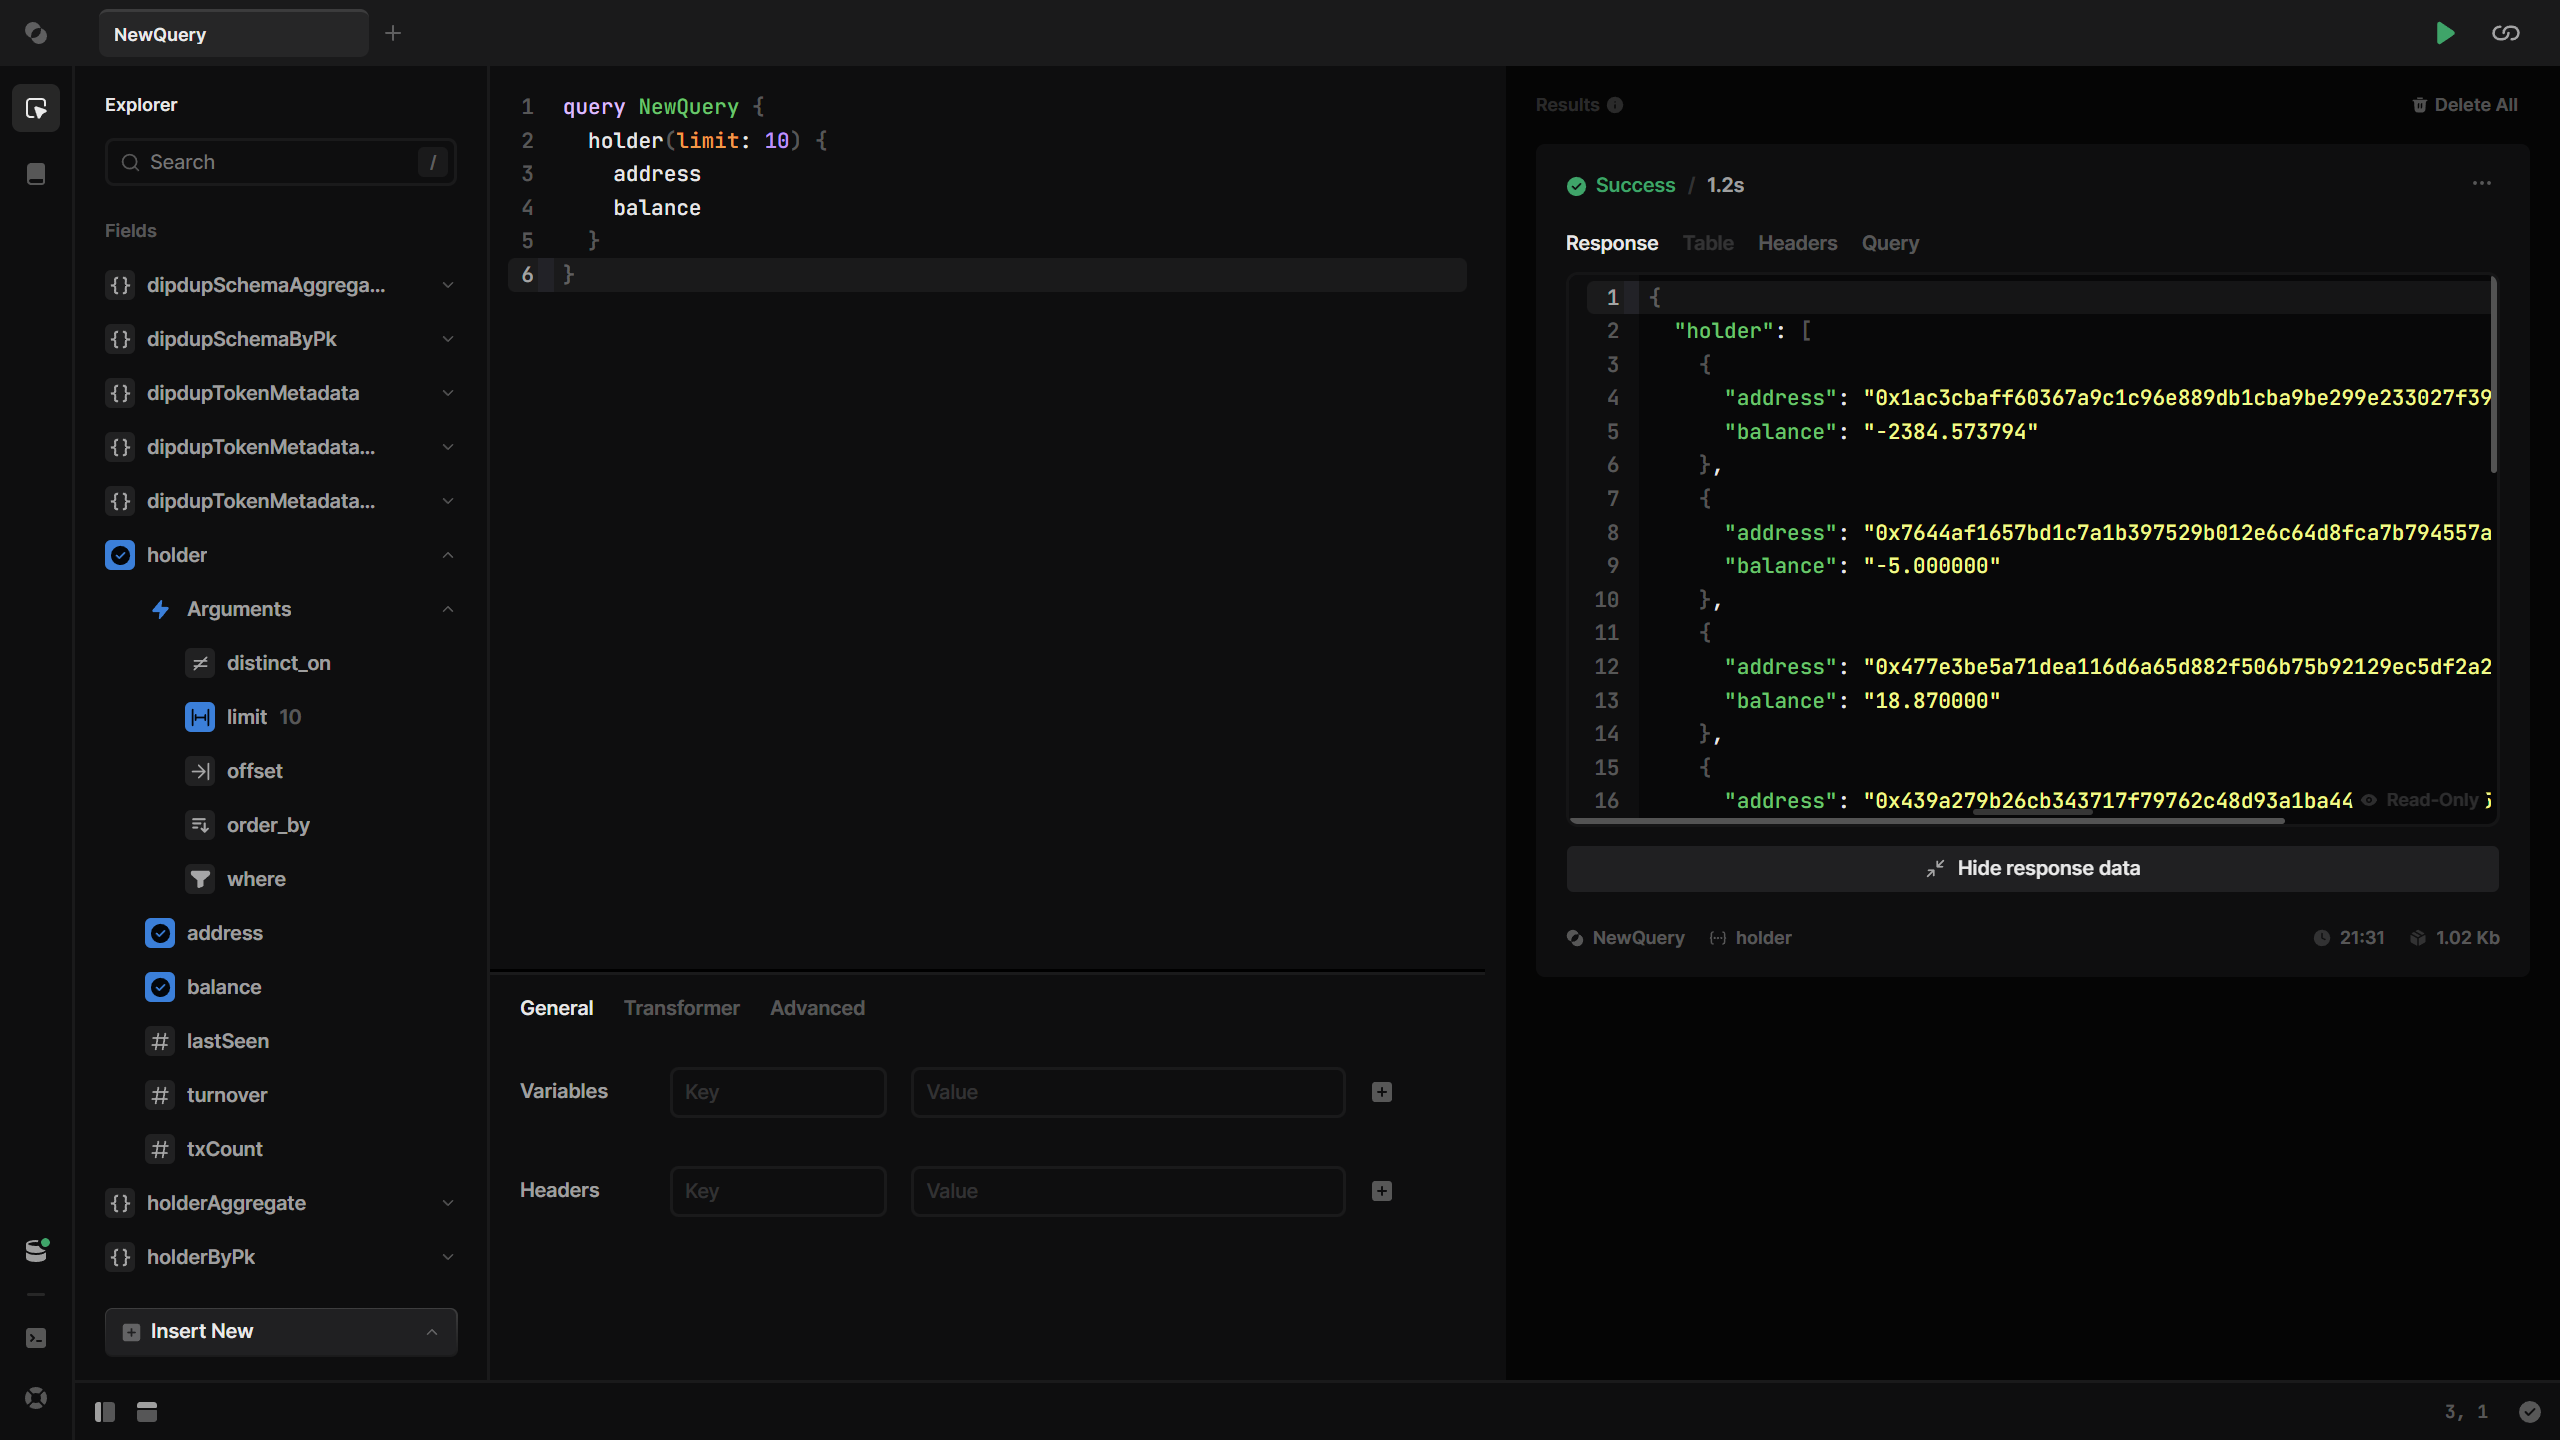 NewQuery
Explorer
Search /
Fields
dipdupSchemaAggrega...
dipdupSchemaByPk
dipdupTokenMetadata
dipdupTokenMetadata...
dipdupTokenMetadata...
holder
Arguments
distinct_on
limit 10
offset
order_by
where
address
balance
lastSeen
turnover
txCount
holderAggregate
holderByPk
Insert New
1 query NewQuery {
2 holder(limit: 10) {
3 address
4 balance
5 }
6 }
General Transformer Advanced
Variables Key Value
Headers Key Value
Results Delete All
Success / 1.2s
Response Table Headers Query
1 {
2 "holder": [
3 {
4 "address": "0x1ac3cbaff60367a9c1c96e889db1cba9be299e233027f39
5 "balance": "-2384.573794"
6 },
7 {
8 "address": "0x7644af1657bd1c7a1b397529b012e6c64d8fca7b794557a
9 "balance": "-5.000000"
10 },
11 {
12 "address": "0x477e3be5a71dea116d6a65d882f506b75b92129ec5df2a2
13 "balance": "18.870000"
14 },
15 {
16 "address": "0x439a279b26cb343717f79762c48d93a1ba44 Read-Only
Hide response data
NewQuery holder 21:31 1.02 Kb
3, 1